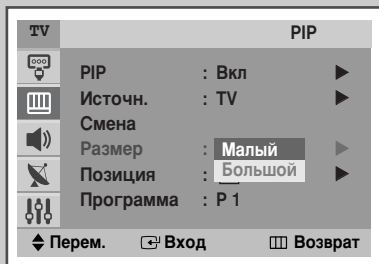 TV PIP
PIP : Вкл
Источн. : TV
Смена
Размер : Малый
Большой
Позиция :
Программа : P 1
Перем. Вход Возврат